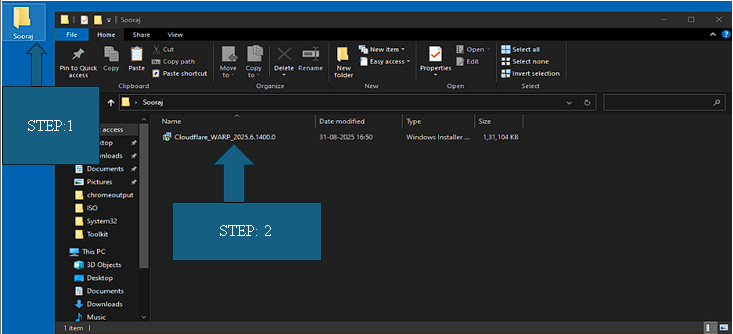 Sooraj
Sooraj
File
Home
Share
View
Pin to Quick
access
Copy
Paste
Cut
Copy path
Paste shortcut
Clipboard
Move
to
Copy
to
Delete
Rename
Organize
New
folder
New item
Easy access
New
Properties
Open
Edit
Open
Select all
Select none
Invert selection
Select
Sooraj
STEP:1
access
Downloads
Documents
Pictures
chromeoutput
ISO
System32
Toolkit
This PC
3D Objects
Desktop
Documents
Downloads
Music
Name
Date modified
Type
Size
Cloudflare_WARP_2025.6.1400.0
31-08-2025 16:50
Windows Installer ...
1,31,104 KB
STEP: 2
1 item